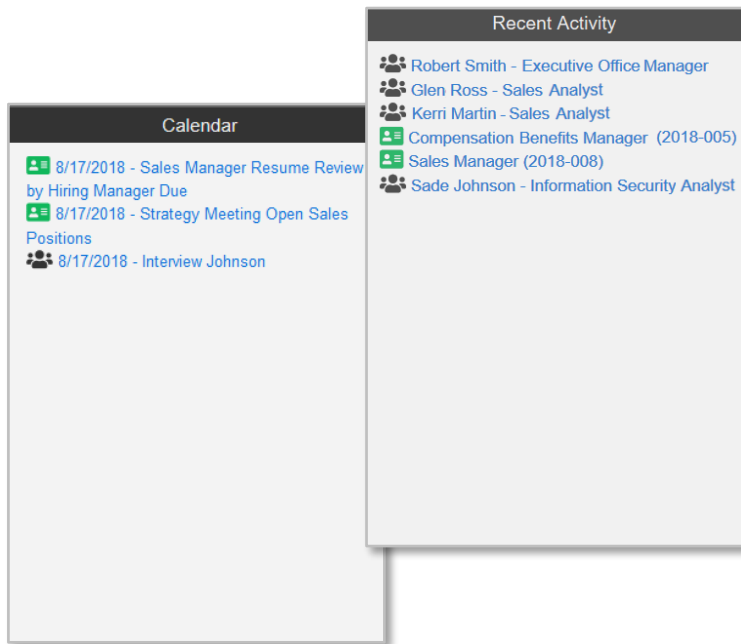 Recent Activity
Robert Smith - Executive Office Manager
Glen Ross - Sales Analyst
Kerri Martin - Sales Analyst
Compensation Benefits Manager (2018-005)
Sales Manager (2018-008)
Sade Johnson - Information Security Analyst
Calendar
8/17/2018 - Sales Manager Resume Review
by Hiring Manager Due
8/17/2018 - Strategy Meeting Open Sales
Positions
8/17/2018 - Interview Johnson